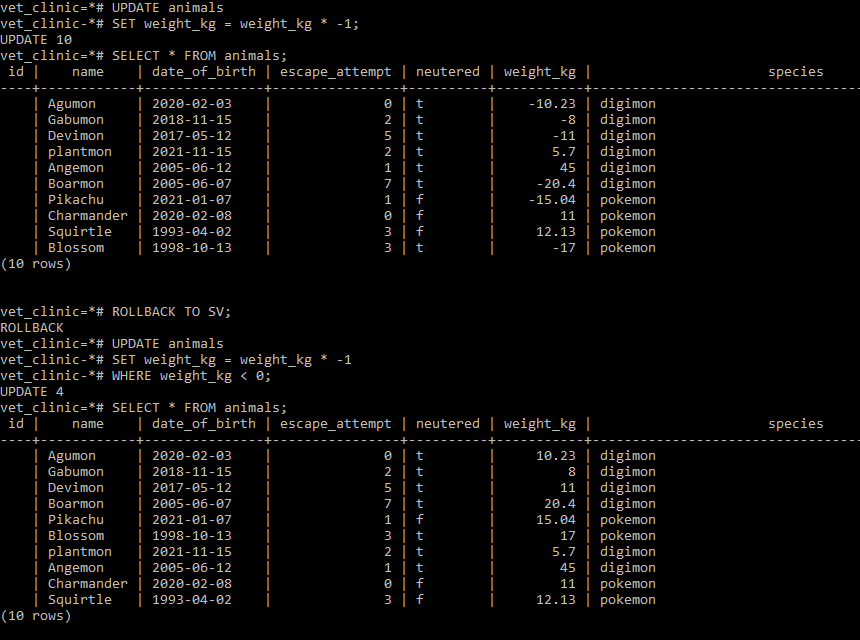 vet_clinic=*# UPDATE animals
vet_clinic-*# SET weight_kg = weight_kg * -1;
UPDATE 10
vet_clinic=*# SELECT * FROM animals;
 id |    name    | date_of_birth | escape_attempt | neutered | weight_kg |                      species
----+------------+---------------+----------------+----------+-----------+----------------------------------
    | Agumon     | 2020-02-03    |              0 | t        |    -10.23 | digimon
    | Gabumon    | 2018-11-15    |              2 | t        |        -8 | digimon
    | Devimon    | 2017-05-12    |              5 | t        |       -11 | digimon
    | plantmon   | 2021-11-15    |              2 | t        |       5.7 | digimon
    | Angemon    | 2005-06-12    |              1 | t        |        45 | digimon
    | Boarmon    | 2005-06-07    |              7 | t        |     -20.4 | digimon
    | Pikachu    | 2021-01-07    |              1 | f        |    -15.04 | pokemon
    | Charmander | 2020-02-08    |              0 | f        |        11 | pokemon
    | Squirtle   | 1993-04-02    |              3 | f        |     12.13 | pokemon
    | Blossom    | 1998-10-13    |              3 | t        |       -17 | pokemon
(10 rows)
vet_clinic=*# ROLLBACK TO SV;
ROLLBACK
vet_clinic=*# UPDATE animals
vet_clinic-*# SET weight_kg = weight_kg * -1
vet_clinic-*# WHERE weight_kg < 0;
UPDATE 4
vet_clinic=*# SELECT * FROM animals;
 id |    name    | date_of_birth | escape_attempt | neutered | weight_kg |                      species
----+------------+---------------+----------------+----------+-----------+----------------------------------
    | Agumon     | 2020-02-03    |              0 | t        |     10.23 | digimon
    | Gabumon    | 2018-11-15    |              2 | t        |         8 | digimon
    | Devimon    | 2017-05-12    |              5 | t        |        11 | digimon
    | Boarmon    | 2005-06-07    |              7 | t        |      20.4 | digimon
    | Pikachu    | 2021-01-07    |              1 | f        |     15.04 | pokemon
    | Blossom    | 1998-10-13    |              3 | t        |        17 | pokemon
    | plantmon   | 2021-11-15    |              2 | t        |       5.7 | digimon
    | Angemon    | 2005-06-12    |              1 | t        |        45 | digimon
    | Charmander | 2020-02-08    |              0 | f        |        11 | pokemon
    | Squirtle   | 1993-04-02    |              3 | f        |     12.13 | pokemon
(10 rows)